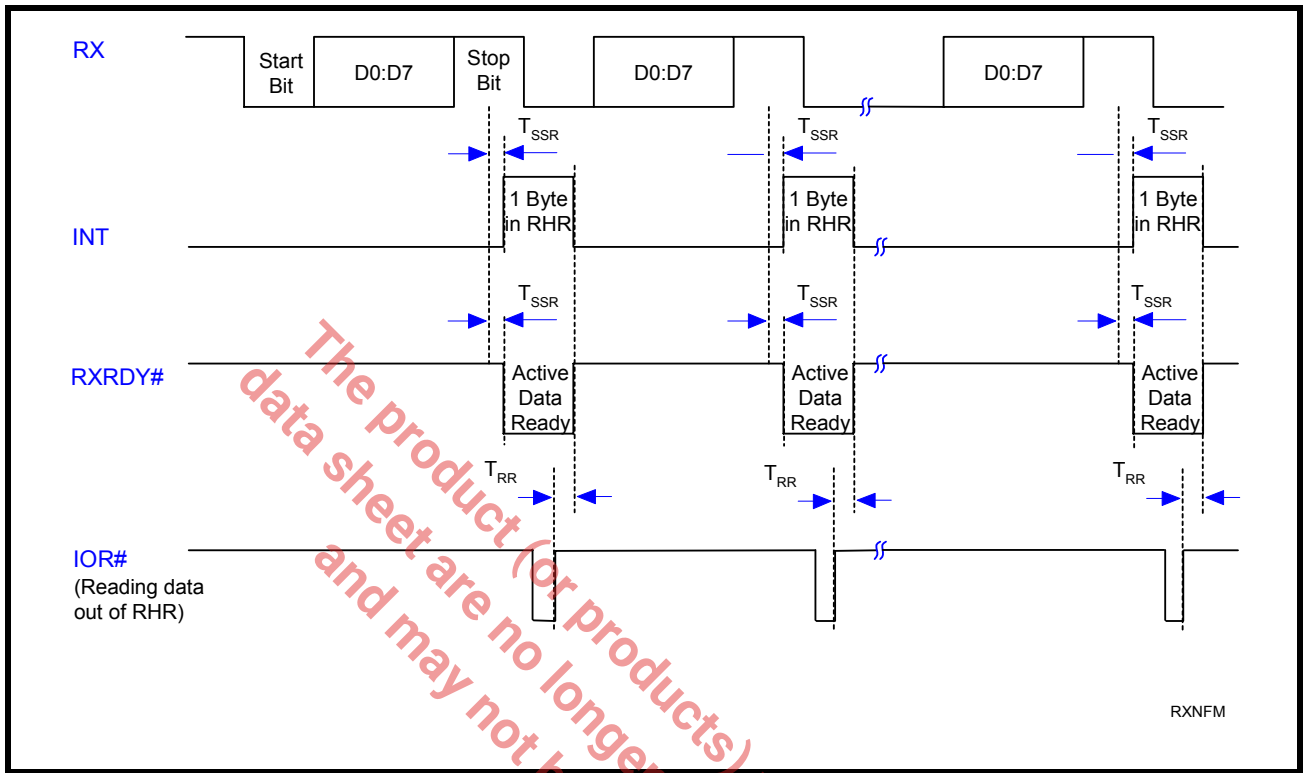 RX
Start
Bit
D0:D7
Stop
Bit
D0:D7
D0:D7
TSSR
TSSR
TSSR
INT
1 Byte
in RHR
1 Byte
in RHR
1 Byte
in RHR
TSSR
TSSR
TSSR
RXRDY#
Active
Data
Ready
Active
Data
Ready
Active
Data
Ready
TRR
TRR
TRR
IOR#
(Reading data
out of RHR)
The product (or products)
data sheet are no longer
and may not b
RXNFM